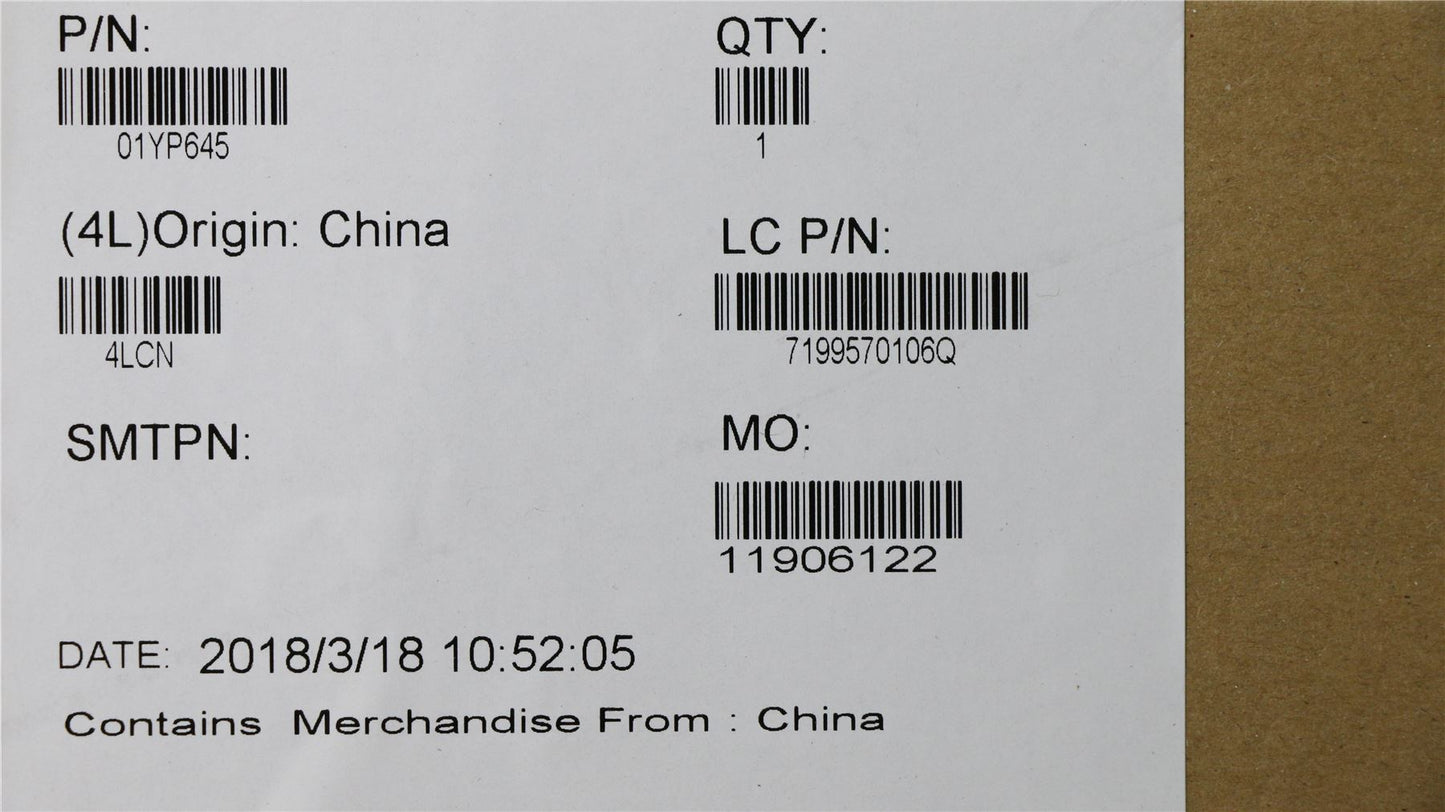 P/N:
01YP645
QTY:
1
(4L)Origin: China
4LCN
LC P/N:
7199570106Q
SMTPN:
MO:
11906122
DATE: 2018/3/18 10:52:05
Contains Merchandise From : China